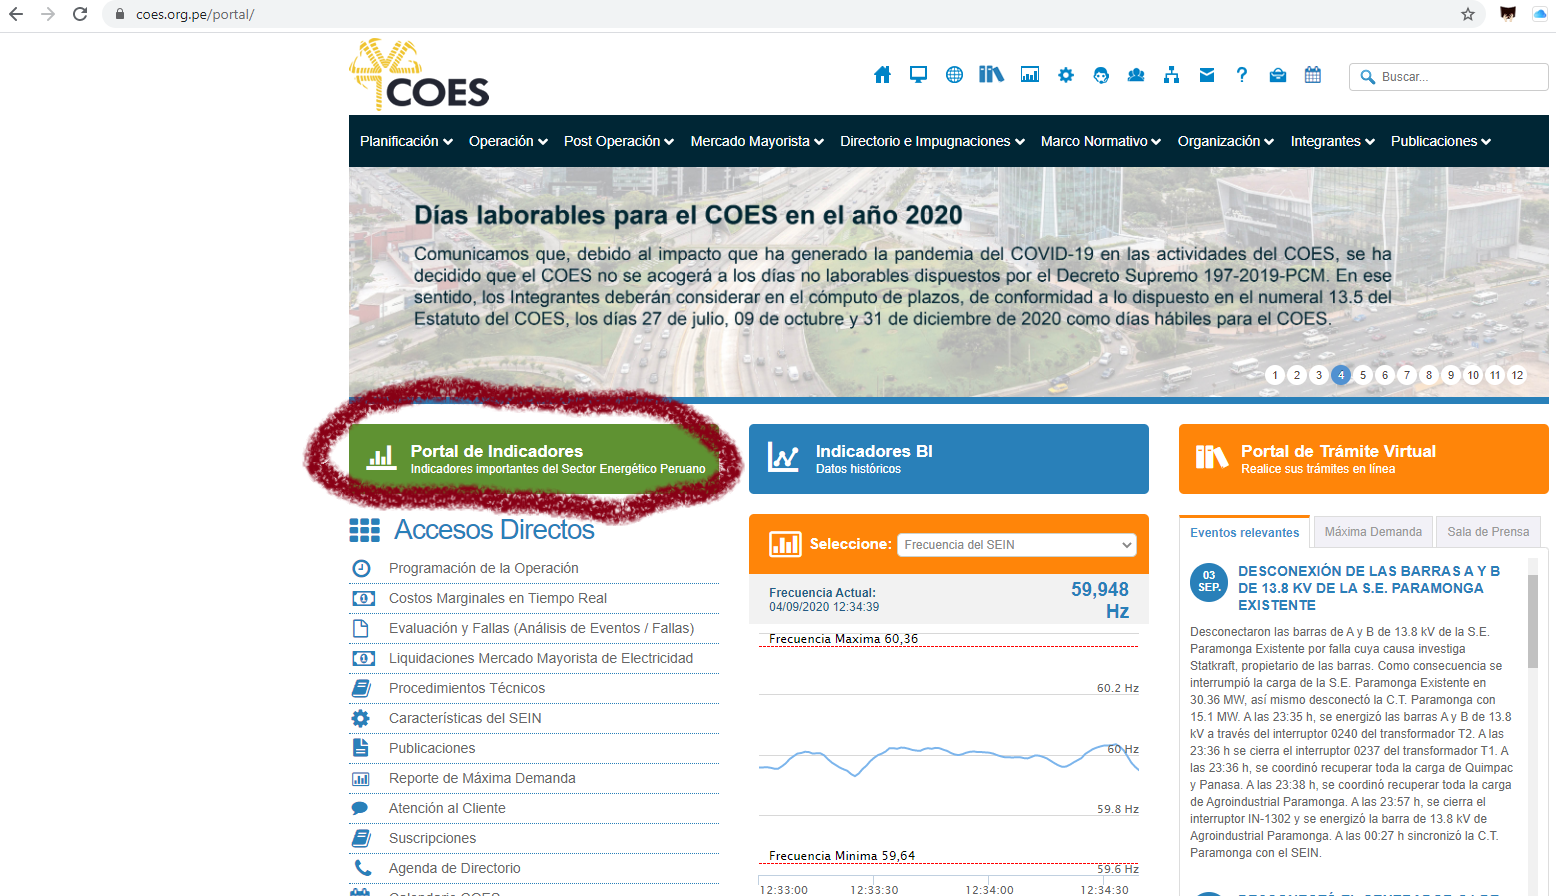 coes.org.pe/portal/
COES
Buscar...
Planificación Operación Post Operación Mercado Mayorista Directorio e Impugnaciones Marco Normativo Organización Integrantes Publicaciones
Días laborables para el COES en el año 2020
Comunicamos que, debido al impacto que ha generado la pandemia del COVID-19 en las actividades del COES, se ha
decidido que el COES no se acogerá a los días no laborables dispuestos por el Decreto Supremo 197-2019-PCM. En ese
sentido, los Integrantes deberán considerar en el cómputo de plazos, de conformidad a lo dispuesto en el numeral 13.5 del
Estatuto del COES, los días 27 de julio, 09 de octubre y 31 de diciembre de 2020 como días hábiles para el COES.
1 2 3 4 5 6 7 8 9 10 11 12
Portal de Indicadores
Indicadores importantes del Sector Energético Peruano
Indicadores BI
Datos históricos
Portal de Trámite Virtual
Realice sus trámites en línea
Accesos Directos
Programación de la Operación
Costos Marginales en Tiempo Real
Evaluación y Fallas (Análisis de Eventos / Fallas)
Liquidaciones Mercado Mayorista de Electricidad
Procedimientos Técnicos
Características del SEIN
Publicaciones
Reporte de Máxima Demanda
Atención al Cliente
Suscripciones
Agenda de Directorio
Calendario COES
Seleccione: Frecuencia del SEIN
Frecuencia Actual:
04/09/2020 12:34:39
59,948
Hz
Frecuencia Maxima 60,36
60.2 Hz
60 Hz
59.8 Hz
Frecuencia Minima 59,64
59.6 Hz
12:33:00 12:33:30 12:34:00 12:34:30
Eventos relevantes Máxima Demanda Sala de Prensa
03
SEP.
DESCONEXIÓN DE LAS BARRAS A Y B
DE 13.8 KV DE LA S.E. PARAMONGA
EXISTENTE
Desconectaron las barras de A y B de 13.8 kV de la S.E.
Paramonga Existente por falla cuya causa investiga
Statkraft, propietario de las barras. Como consecuencia se
interrumpió la carga de la S.E. Paramonga Existente en
30.36 MW, así mismo desconectó la C.T. Paramonga con
15.1 MW. A las 23:35 h, se energizó las barras A y B de 13.8
kV a través del interruptor 0240 del transformador T2. A las
23:36 h se cierra el interruptor 0237 del transformador T1. A
las 23:36 h, se coordinó recuperar toda la carga de Quimpac
y Panasa. A las 23:38 h, se coordinó recuperar toda la carga
de Agroindustrial Paramonga. A las 23:57 h, se cierra el
interruptor IN-1302 y se energizó la barra de 13.8 kV de
Agroindustrial Paramonga. A las 00:27 h sincronizó la C.T.
Paramonga con el SEIN.